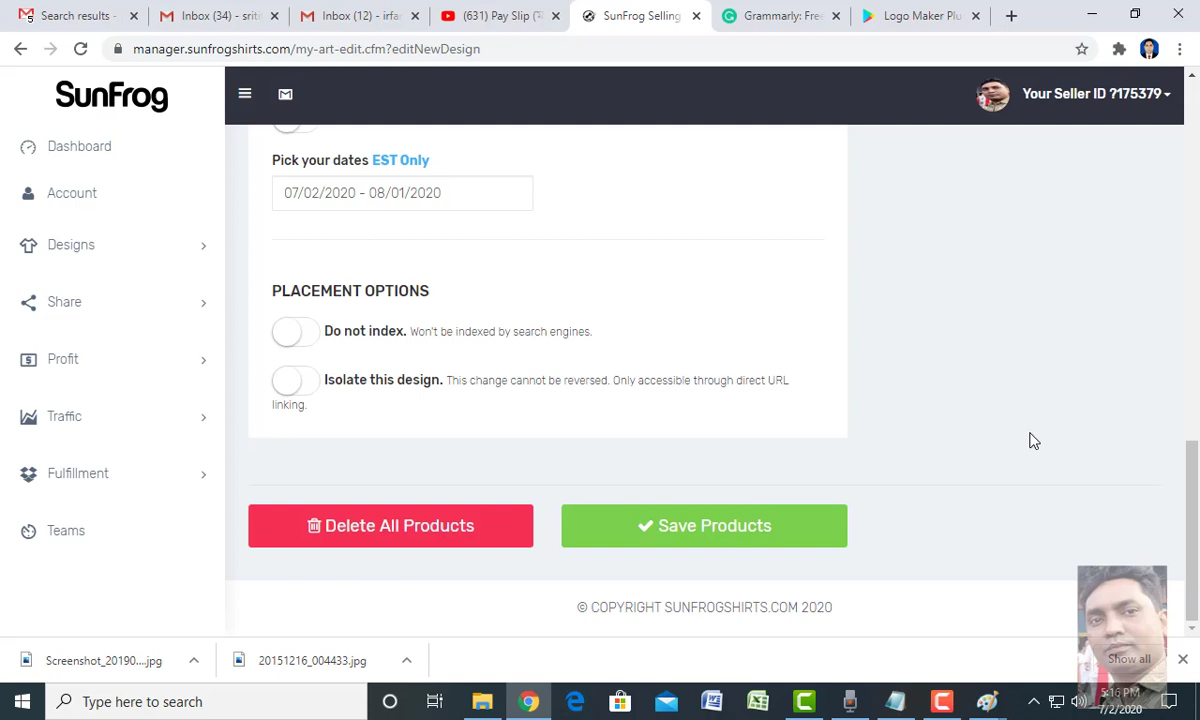 Search results -
Inbox (34) - srit
Inbox (12) - irfa
(631) Pay Slip (
SunFrog Selling
Grammarly: Fre
Logo Maker Plu
manager.sunfrogshirts.com/my-art-edit.cfm?editNewDesign
SunFrog
Your Seller ID ?175379
Dashboard
Account
Designs
Share
Profit
Traffic
Fulfillment
Teams
Pick your dates EST Only
07/02/2020 - 08/01/2020
PLACEMENT OPTIONS
Do not index. Won't be indexed by search engines.
Isolate this design. This change cannot be reversed. Only accessible through direct URL
linking.
Delete All Products
Save Products
© COPYRIGHT SUNFROGSHIRTS.COM 2020
Screenshot_20190....jpg
20151216_004433.jpg
Show all
Type here to search
5:16 PM
7/2/2020